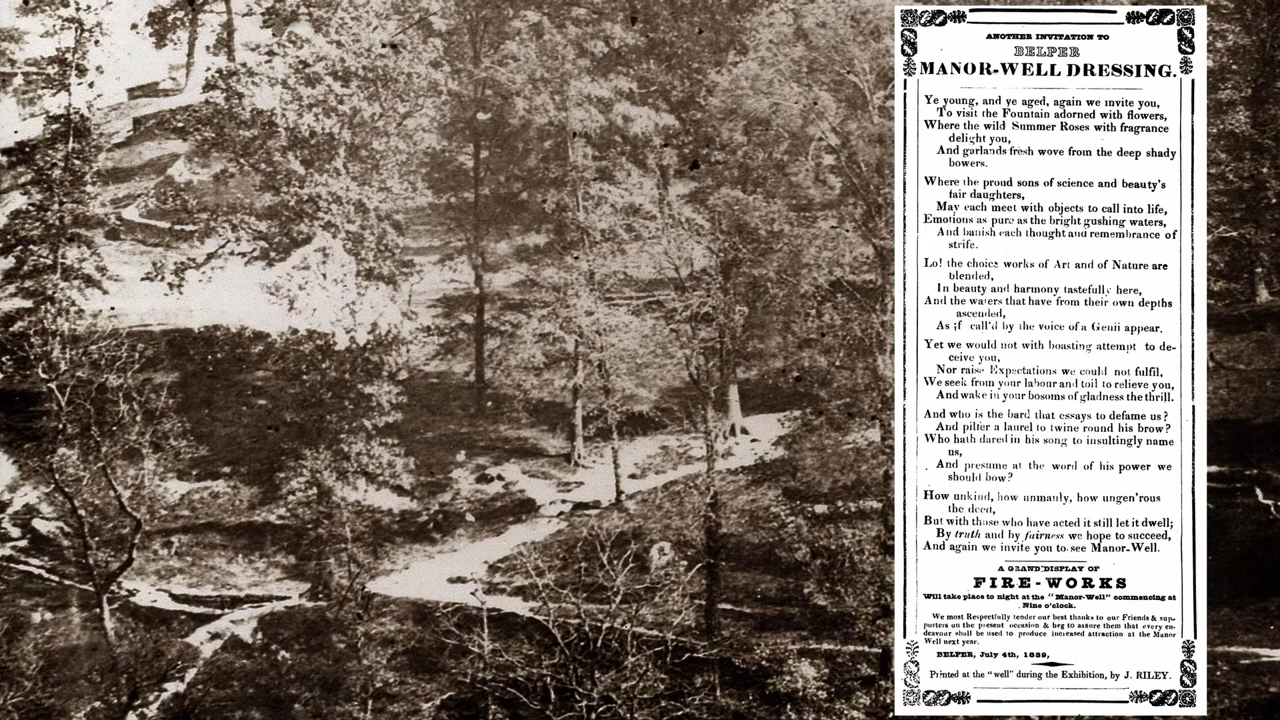 ANOTHER INVITATION TO
BELPER
MANOR-WELL DRESSING.
Ye young, and ye aged, again we invite you,
To visit the Fountain adorned with flowers,
Where the wild Summer Roses with fragrance
delight you,
And garlands fresh wove from the deep shady
bowers.
Where the proud sons of science and beauty's
fair daughters,
May each meet with objects to call into life,
Emotions as pure as the bright gushing waters,
And banish each thought and remembrance of
strife.
Lo! the choice works of Art and of Nature are
blended,
In beauty and harmony tastefully here,
And the waters that have from their own depths
ascended,
As if call'd by the voice of a Genii appear.
Yet we would not with boasting attempt to de-
ceive you,
Nor raise Expectations we could not fulfil,
We seek from your labour and toil to relieve you,
And wake in your bosoms of gladness the thrill.
And who is the bard that essays to defame us?
And pilfer a laurel to twine round his brow?
Who hath dared in his song to insultingly name
us,
And presume at the word of his power we
should bow?
How unkind, how unmanly, how ungen'rous
the deed,
But with those who have acted it still let it dwell;
By truth and by fairness we hope to succeed,
And again we invite you to see Manor-Well.
A GRAND DISPLAY OF
FIRE-WORKS
Will take place to night at the "Manor-Well" commencing at
Nine o'clock.
We most Respectfully tender our best thanks to our Friends & sup-
porters on the present occasion & beg to assure them that every en-
deavour shall be used to produce increased attraction at the Manor
Well next year.
BELPER, July 4th, 1839,
Printed at the "well" during the Exhibition, by J. RILEY.